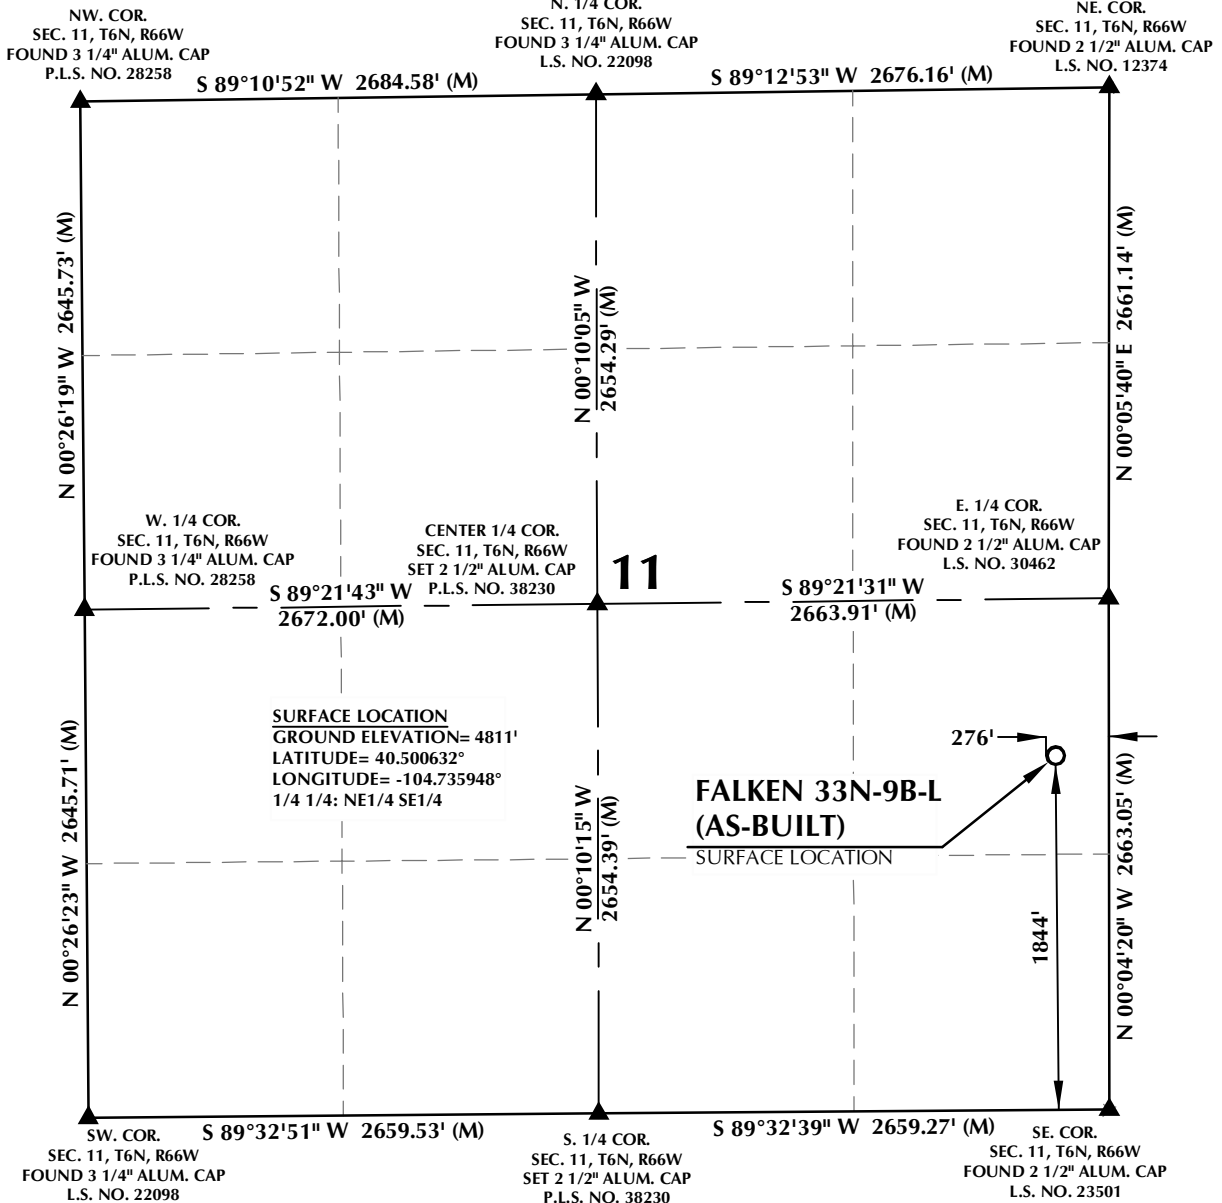 NW. COR.
SEC. 11, T6N, R66W
FOUND 3 1/4" ALUM. CAP
P.L.S. NO. 28258
N. 1/4 COR.
SEC. 11, T6N, R66W
FOUND 3 1/4" ALUM. CAP
L.S. NO. 22098
NE. COR.
SEC. 11, T6N, R66W
FOUND 2 1/2" ALUM. CAP
L.S. NO. 12374
S 89°10'52" W 2684.58' (M)
S 89°12'53" W 2676.16' (M)
N 00°26'19" W 2645.73' (M)
N 00°10'05" W
2654.29' (M)
N 00°05'40" E 2661.14' (M)
W. 1/4 COR.
SEC. 11, T6N, R66W
FOUND 3 1/4" ALUM. CAP
P.L.S. NO. 28258
CENTER 1/4 COR.
SEC. 11, T6N, R66W
SET 2 1/2" ALUM. CAP
P.L.S. NO. 38230
11
E. 1/4 COR.
SEC. 11, T6N, R66W
FOUND 2 1/2" ALUM. CAP
L.S. NO. 30462
S 89°21'43" W
2672.00' (M)
S 89°21'31" W
2663.91' (M)
SURFACE LOCATION
GROUND ELEVATION= 4811'
LATITUDE= 40.500632°
LONGITUDE= -104.735948°
1/4 1/4: NE1/4 SE1/4
276'
FALKEN 33N-9B-L
(AS-BUILT)
SURFACE LOCATION
N 00°26'23" W 2645.71' (M)
N 00°10'15" W
2654.39' (M)
1844'
N 00°04'20" W 2663.05' (M)
S 89°32'51" W 2659.53' (M)
S 89°32'39" W 2659.27' (M)
SW. COR.
SEC. 11, T6N, R66W
FOUND 3 1/4" ALUM. CAP
L.S. NO. 22098
S. 1/4 COR.
SEC. 11, T6N, R66W
SET 2 1/2" ALUM. CAP
P.L.S. NO. 38230
SE. COR.
SEC. 11, T6N, R66W
FOUND 2 1/2" ALUM. CAP
L.S. NO. 23501